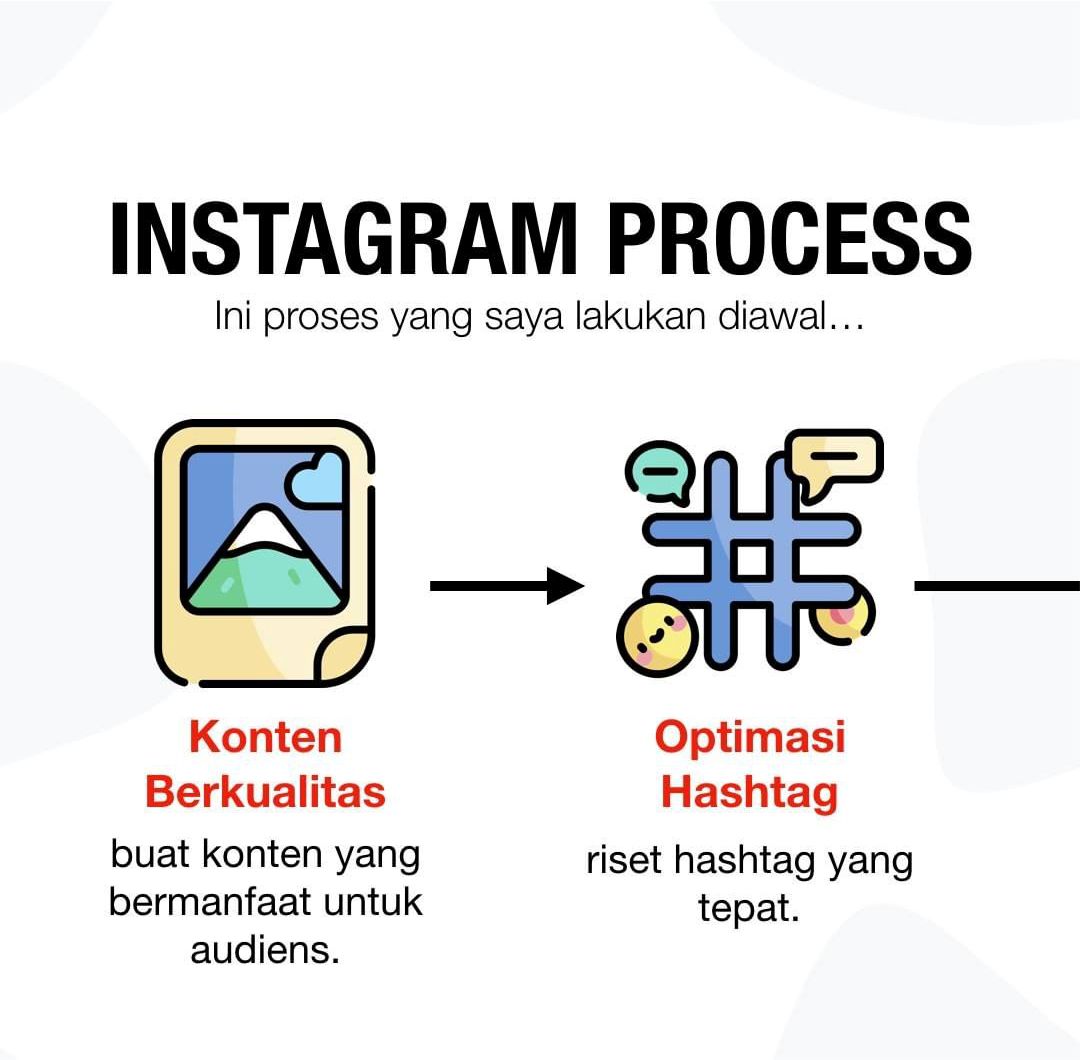 INSTAGRAM PROCESS
Ini proses yang saya lakukan diawal...
Konten
Berkualitas
buat konten yang
bermanfaat untuk
audiens.
Optimasi
Hashtag
riset hashtag yang
tepat.